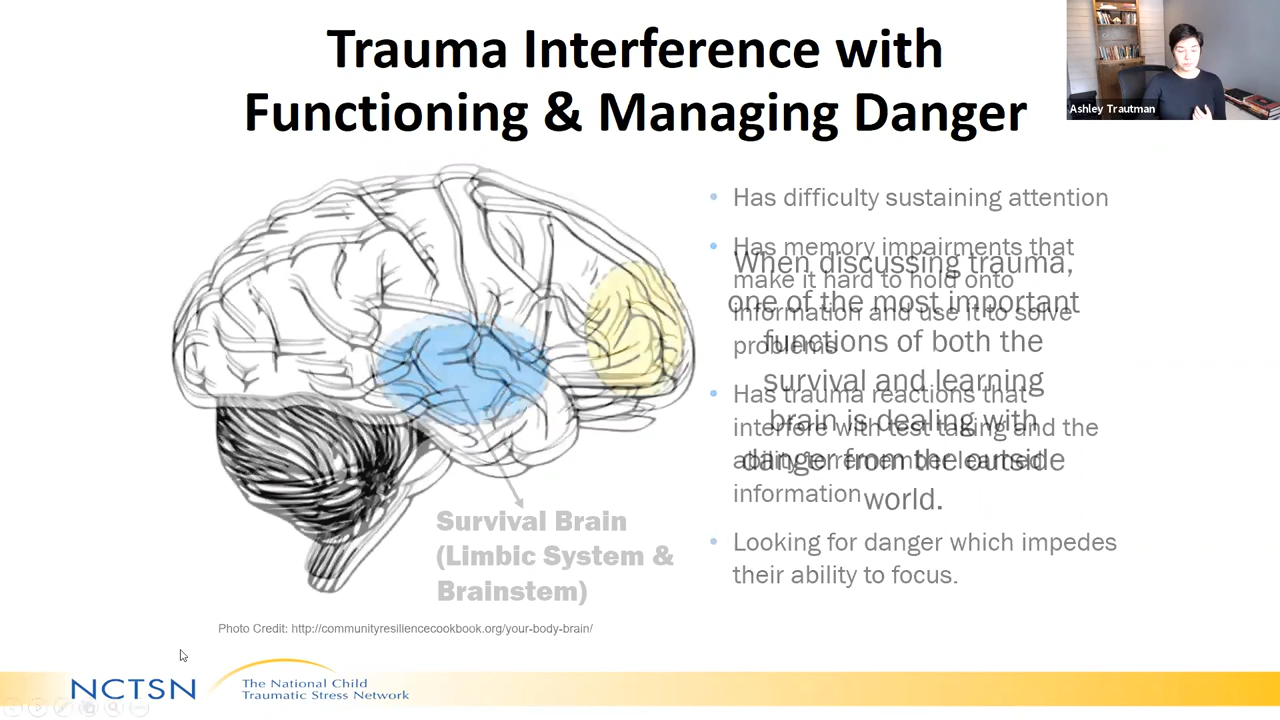 Trauma Interference with
Functioning & Managing Danger
Ashley Trautman
• Has difficulty sustaining attention
• Has memory impairments that
make it hard to hold onto
information and use it to solve
problems
• Has trauma reactions that
interfere with test taking and the
ability to remember learned
information
• Looking for danger which impedes
their ability to focus.
When discussing trauma,
one of the most important
functions of both the
survival and learning
brain is dealing with
danger from the outside
world.
Survival Brain
(Limbic System &
Brainstem)
Photo Credit: http://communityresiliencecookbook.org/your-body-brain/
NCTSN
The National Child
Traumatic Stress Network